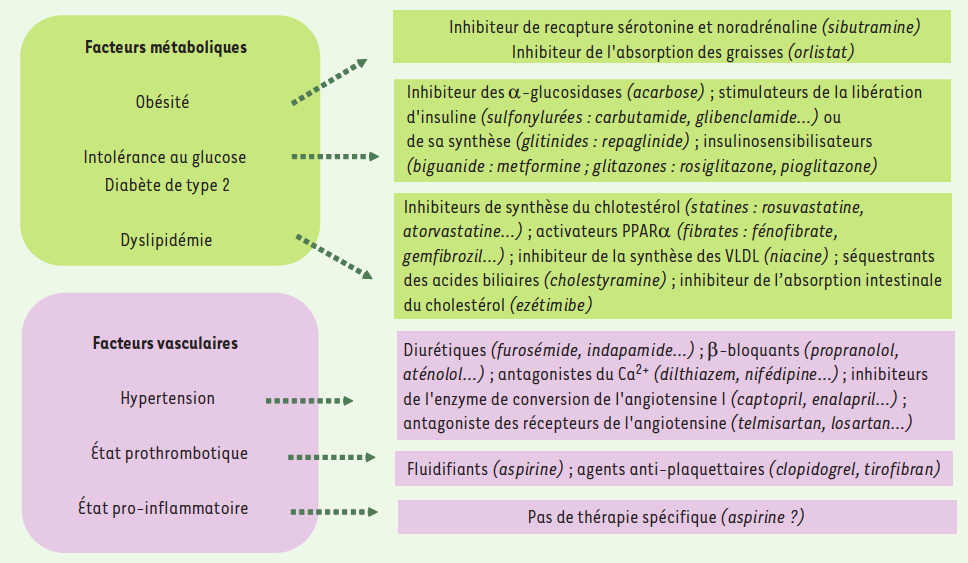 Facteurs métaboliques
Obésité
Intolérance au glucose
Diabète de type 2
Dyslipidémie
Inhibiteur de recapture sérotonine et noradrénaline (sibutramine)
Inhibiteur de l'absorption des graisses (orlistat)
Inhibiteur des α-glucosidases (acarbose) ; stimulateurs de la libération
d'insuline (sulfonylurées : carbutamide, glibenclamide...) ou
de sa synthèse (glitinides : repaglinide) ; insulinosensibilisateurs
(biguanide : metformine ; glitazones : rosiglitazone, pioglitazone)
Inhibiteurs de synthèse du chlotestérol (statines : rosuvastatine,
atorvastatine...) ; activateurs PPARα (fibrates : fénofibrate,
gemfibrozil...) ; inhibiteur de la synthèse des VLDL (niacine) ; séquestrants
des acides biliaires (cholestyramine) ; inhibiteur de l'absorption intestinale
du cholestérol (ezétimibe)
Facteurs vasculaires
Hypertension
État prothrombotique
État pro-inflammatoire
Diurétiques (furosémide, indapamide...) ; β-bloquants (propranolol,
aténolol...) ; antagonistes du Ca²⁺ (dilthiazem, nifédipine...) ; inhibiteurs
de l'enzyme de conversion de l'angiotensine I (captopril, enalapril...) ;
antagoniste des récepteurs de l'angiotensine (telmisartan, losartan...)
Fluidifiants (aspirine) ; agents anti-plaquettaires (clopidogrel, tirofibran)
Pas de thérapie spécifique (aspirine ?)